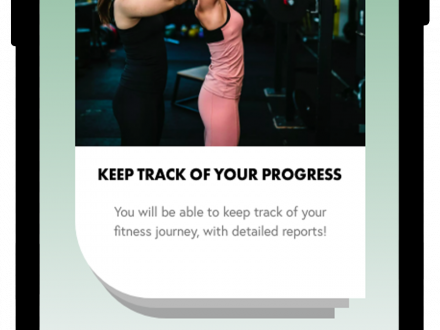 KEEP TRACK OF YOUR PROGRESS
You will be able to keep track of your
fitness journey, with detailed reports!